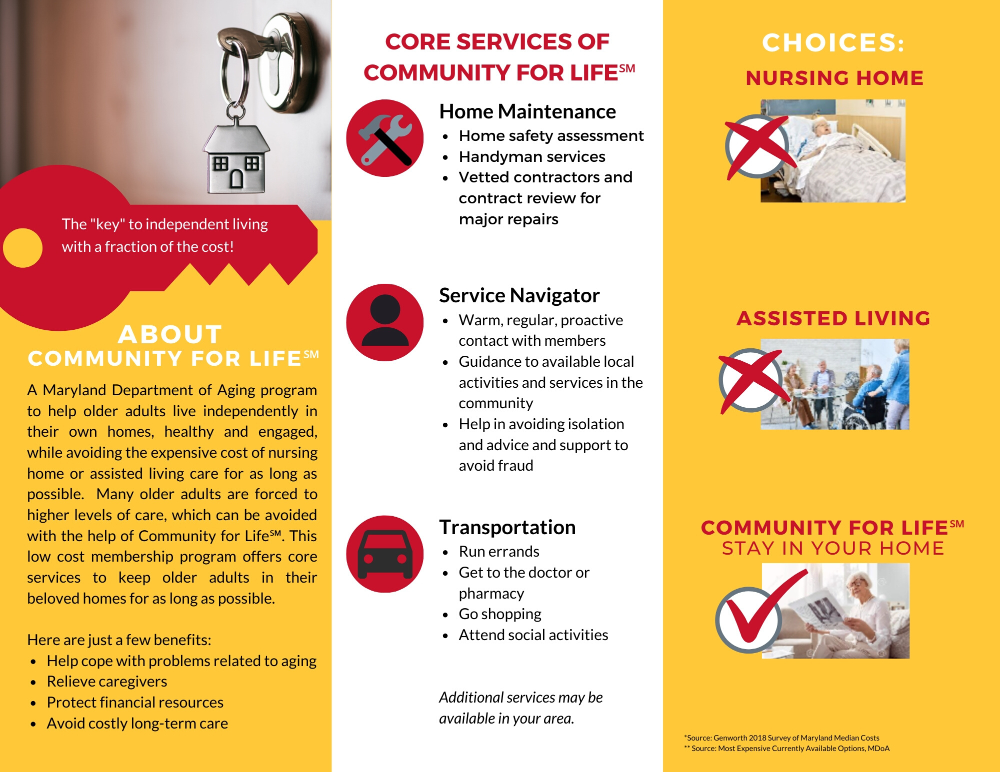 The "key" to independent living
with a fraction of the cost!
ABOUT
COMMUNITY FOR LIFE℠
A Maryland Department of Aging program
to help older adults live independently in
their own homes, healthy and engaged,
while avoiding the expensive cost of nursing
home or assisted living care for as long as
possible.  Many older adults are forced to
higher levels of care, which can be avoided
with the help of Community for Life℠. This
low cost membership program offers core
services to keep older adults in their
beloved homes for as long as possible.
Here are just a few benefits:
• Help cope with problems related to aging
• Relieve caregivers
• Protect financial resources
• Avoid costly long-term care
CORE SERVICES OF
COMMUNITY FOR LIFE℠
Home Maintenance
• Home safety assessment
• Handyman services
• Vetted contractors and
contract review for
major repairs
Service Navigator
• Warm, regular, proactive
contact with members
• Guidance to available local
activities and services in the
community
• Help in avoiding isolation
and advice and support to
avoid fraud
Transportation
• Run errands
• Get to the doctor or
pharmacy
• Go shopping
• Attend social activities
Additional services may be
available in your area.
CHOICES:
NURSING HOME
ASSISTED LIVING
COMMUNITY FOR LIFE℠
STAY IN YOUR HOME
*Source: Genworth 2018 Survey of Maryland Median Costs
** Source: Most Expensive Currently Available Options, MDoA